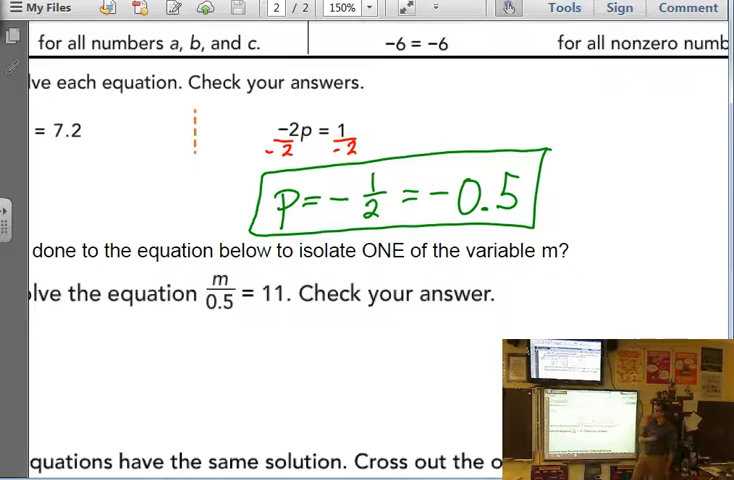 My Files 2 / 2 150% Tools Sign Comment
for all numbers a, b, and c. -6 = -6 for all nonzero numb
lve each equation. Check your answers.
= 7.2 -2p = 1
-2 -2
p = - 1/2 = -0.5
done to the equation below to isolate ONE of the variable m?
olve the equation m/0.5 = 11. Check your answer.
quations have the same solution. Cross out the o